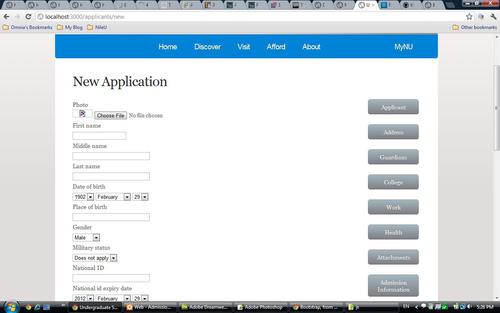 localhost:3000/applicants/new
Omnia's Bookmarks My Blog NileU Other bookmarks
Home Discover Visit Afford About MyNU
New Application
Photo
Choose File No file chosen
First name
Middle name
Last name
Date of birth
1902 February 29
Place of birth
Gender
Male
Military status
Does not apply
National ID
National id expiry date
2012 February 29
Applicant
Address
Guardians
College
Work
Health
Attachments
Admission
Information
Undergraduate S... Web - Admissio... Adobe Dreamwe... Adobe Photoshop Bootstrap, from ... EN 5:26 PM